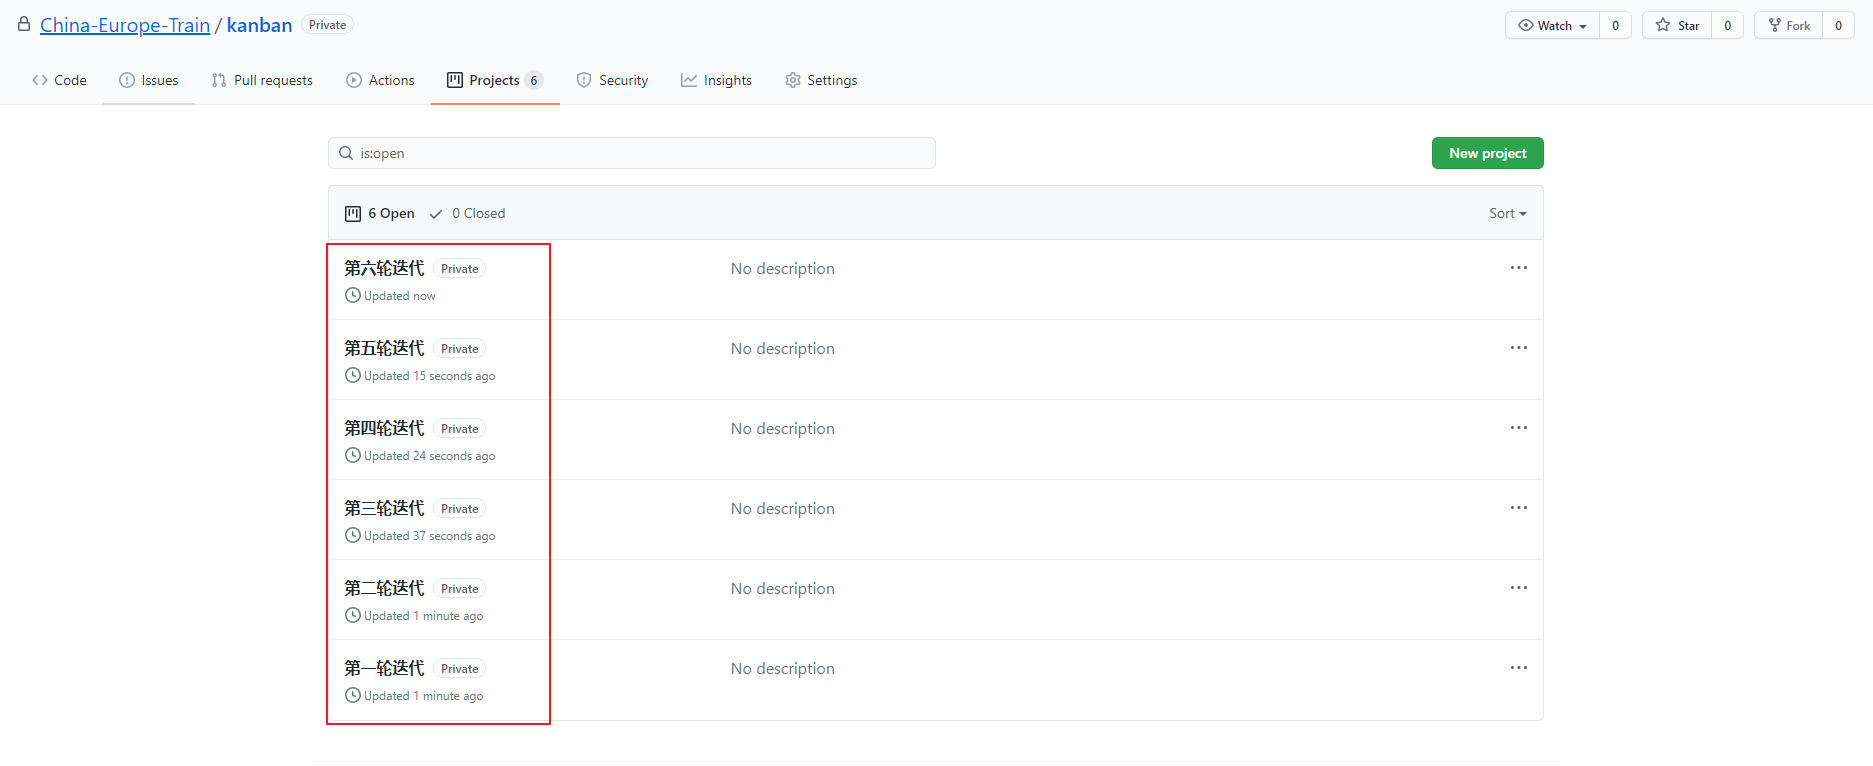 China-Europe-Train / kanban Private
Watch 0 Star 0 Fork 0
Code Issues Pull requests Actions Projects 6 Security Insights Settings
is:open
New project
6 Open 0 Closed Sort
第六轮迭代 Private No description
Updated now
第五轮迭代 Private No description
Updated 15 seconds ago
第四轮迭代 Private No description
Updated 24 seconds ago
第三轮迭代 Private No description
Updated 37 seconds ago
第二轮迭代 Private No description
Updated 1 minute ago
第一轮迭代 Private No description
Updated 1 minute ago